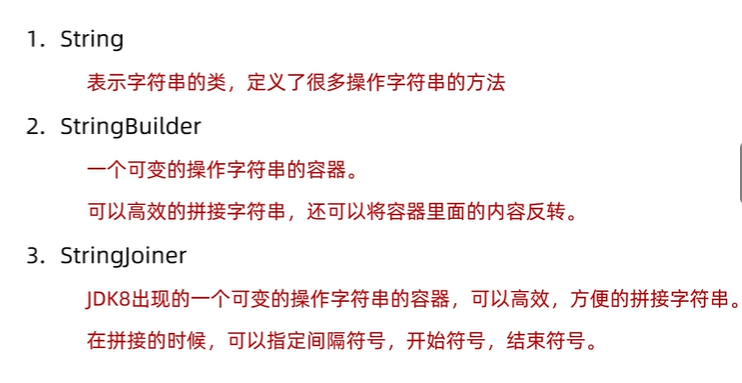 1. String
表示字符串的类，定义了很多操作字符串的方法
2. StringBuilder
一个可变的操作字符串的容器。
可以高效的拼接字符串，还可以将容器里面的内容反转。
3. StringJoiner
JDK8出现的一个可变的操作字符串的容器，可以高效，方便的拼接字符串。
在拼接的时候，可以指定间隔符号，开始符号，结束符号。